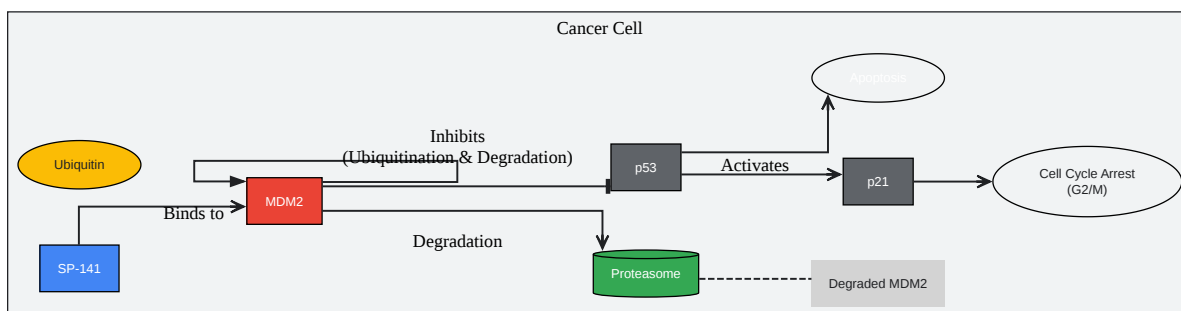 Cancer Cell
Apoptosis
Inhibits
(Ubiquitination & Degradation)
Ubiquitin
p53
Activates
p21
Cell Cycle Arrest
(G2/M)
MDM2
Binds to
Degradation
SP-141
Proteasome
Degraded MDM2